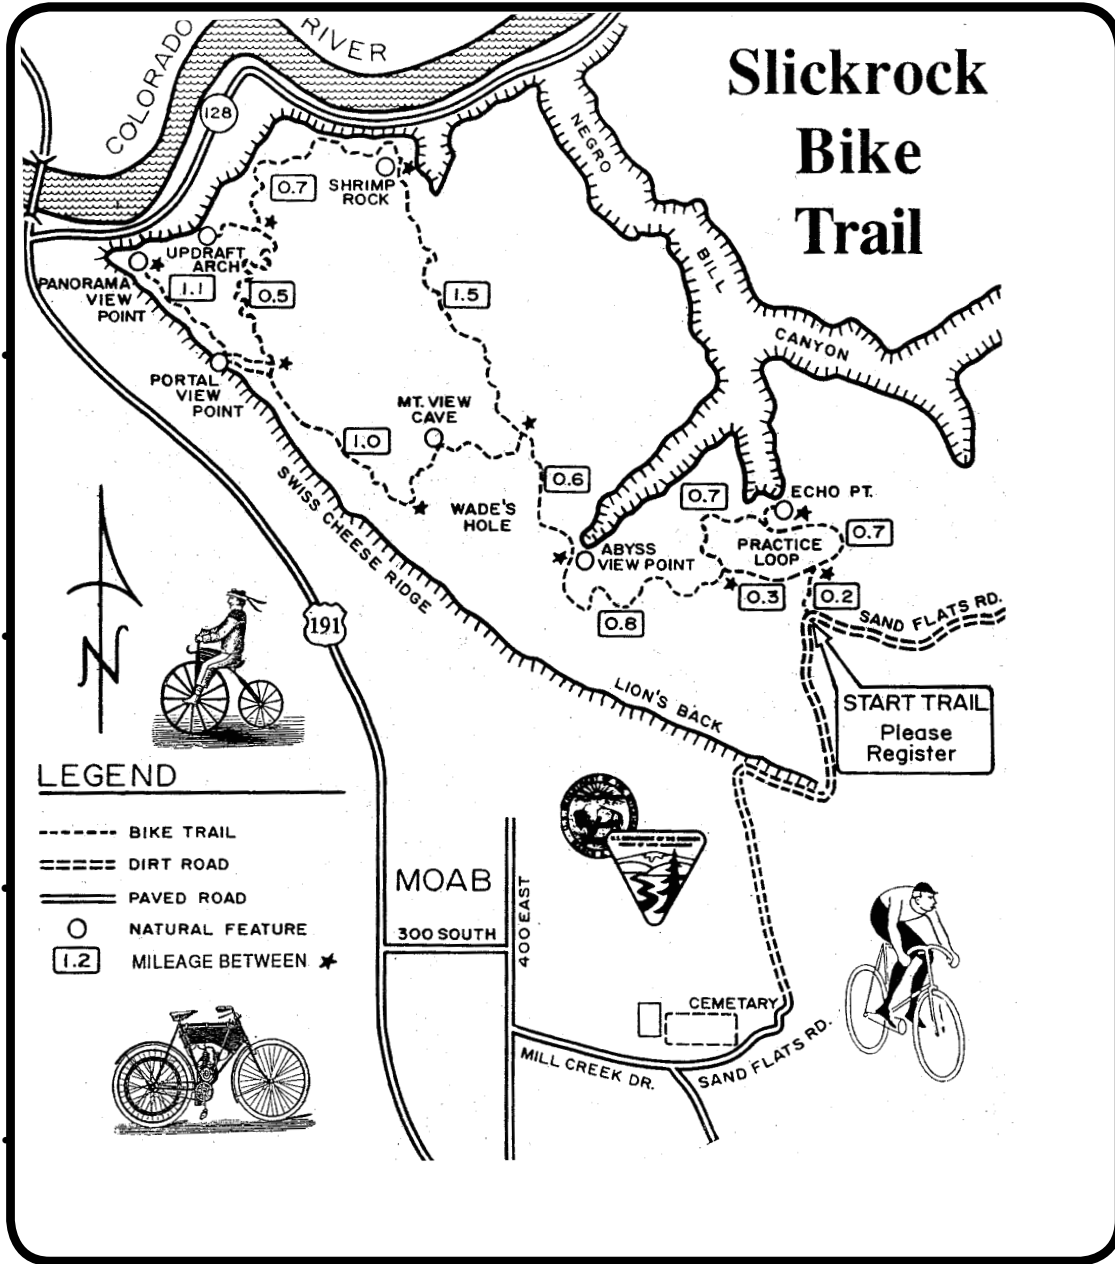 Slickrock
Bike
Trail
COLORADO
RIVER
128
NEGRO
BILL
CANYON
0.7
SHRIMP
ROCK
UPDRAFT
ARCH
PANORAMA
VIEW
POINT
1.1
0.5
1.5
PORTAL
VIEW
POINT
MT. VIEW
CAVE
1.0
0.6
WADE'S
HOLE
SWISS CHEESE RIDGE
0.7
ECHO PT.
0.7
PRACTICE
LOOP
ABYSS
VIEW POINT
0.3
0.2
0.8
SAND FLATS RD.
191
N
LION'S BACK
START TRAIL
Please
Register
LEGEND
BIKE TRAIL
DIRT ROAD
PAVED ROAD
NATURAL FEATURE
1.2
MILEAGE BETWEEN
MOAB
300 SOUTH
400 EAST
CEMETARY
MILL CREEK DR.
SAND FLATS RD.